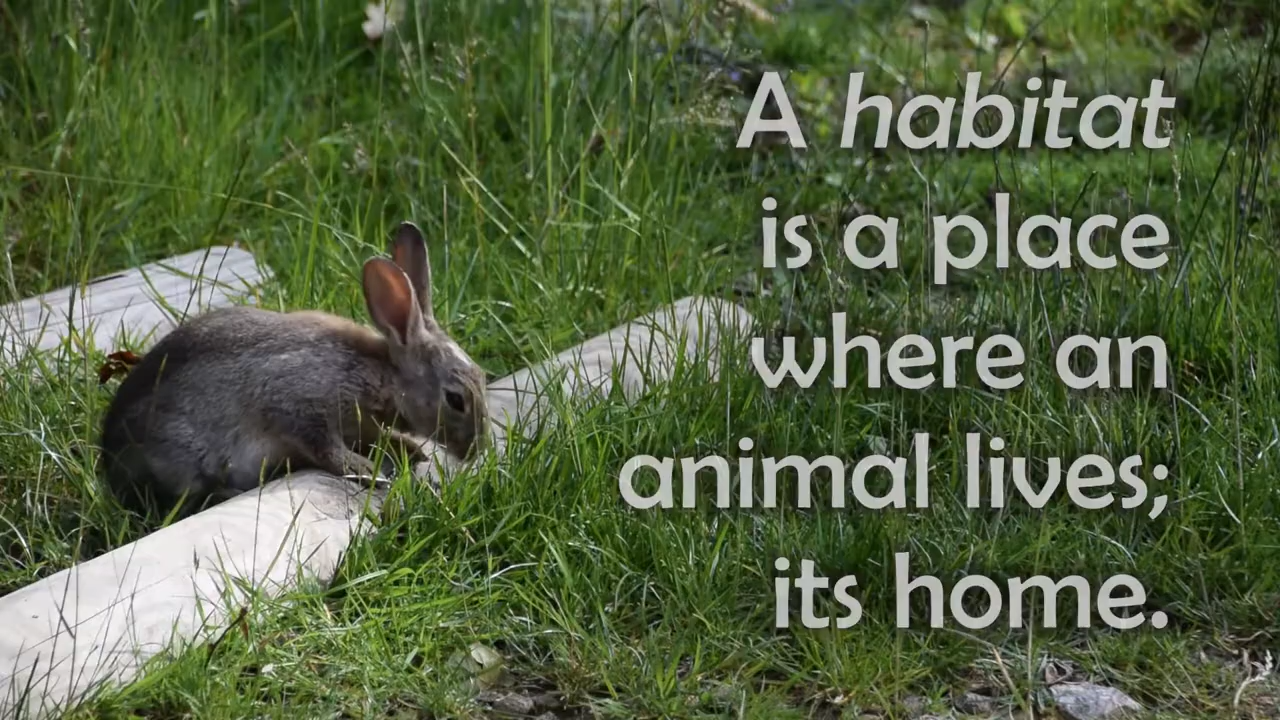 A habitat
is a place
where an
animal lives;
its home.